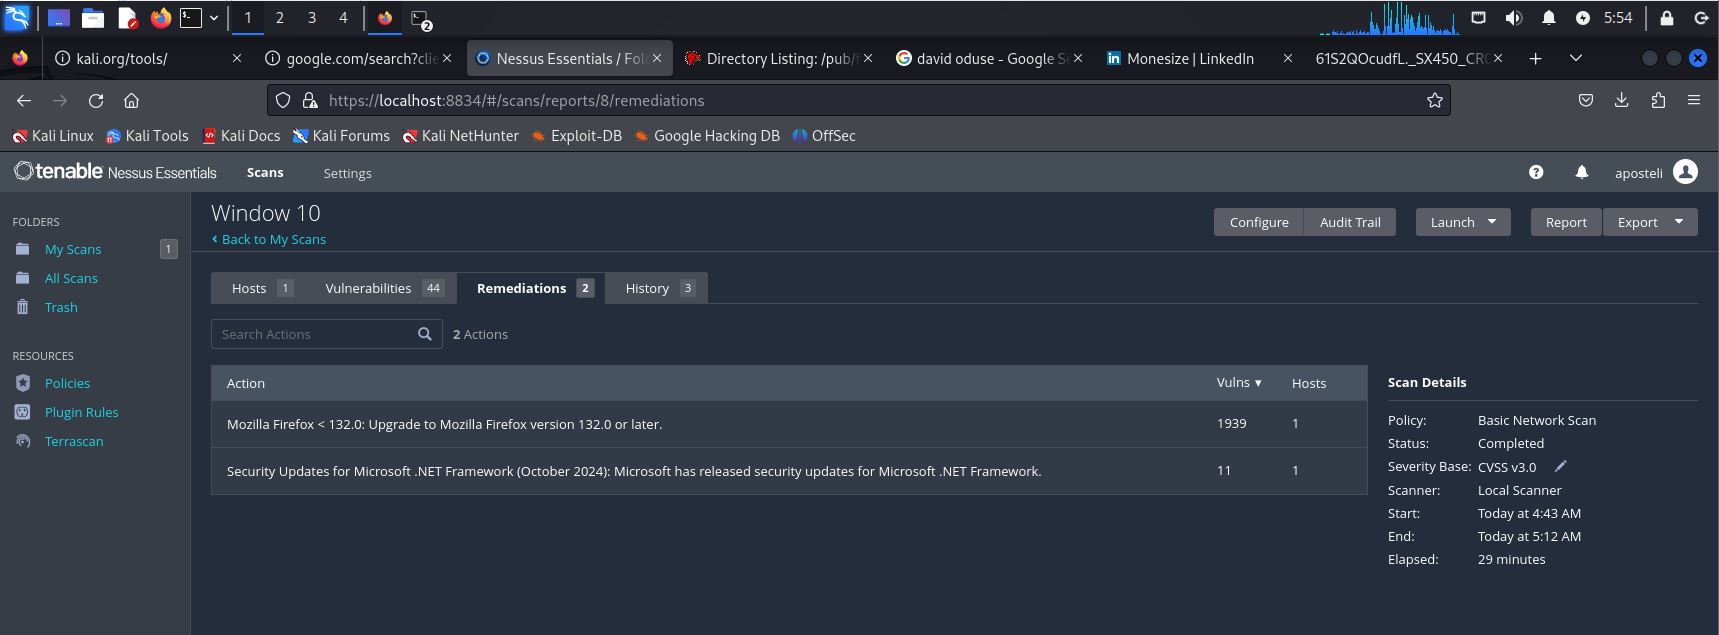 1 2 3 4 2 5:54
kali.org/tools/ google.com/search?clie Nessus Essentials / Fol Directory Listing: /pub/f david oduse - Google S Monesize | LinkedIn 61S2QOcudfL._SX450_CR
https://localhost:8834/#/scans/reports/8/remediations
Kali Linux Kali Tools Kali Docs Kali Forums Kali NetHunter Exploit-DB Google Hacking DB OffSec
tenable Nessus Essentials Scans Settings aposteli
FOLDERS
My Scans 1
All Scans
Trash
RESOURCES
Policies
Plugin Rules
Terrascan
Window 10
Back to My Scans
Configure Audit Trail Launch Report Export
Hosts 1 Vulnerabilities 44 Remediations 2 History 3
Search Actions 2 Actions
Action Vulns Hosts
Mozilla Firefox < 132.0: Upgrade to Mozilla Firefox version 132.0 or later. 1939 1
Security Updates for Microsoft .NET Framework (October 2024): Microsoft has released security updates for Microsoft .NET Framework. 11 1
Scan Details
Policy: Basic Network Scan
Status: Completed
Severity Base: CVSS v3.0
Scanner: Local Scanner
Start: Today at 4:43 AM
End: Today at 5:12 AM
Elapsed: 29 minutes